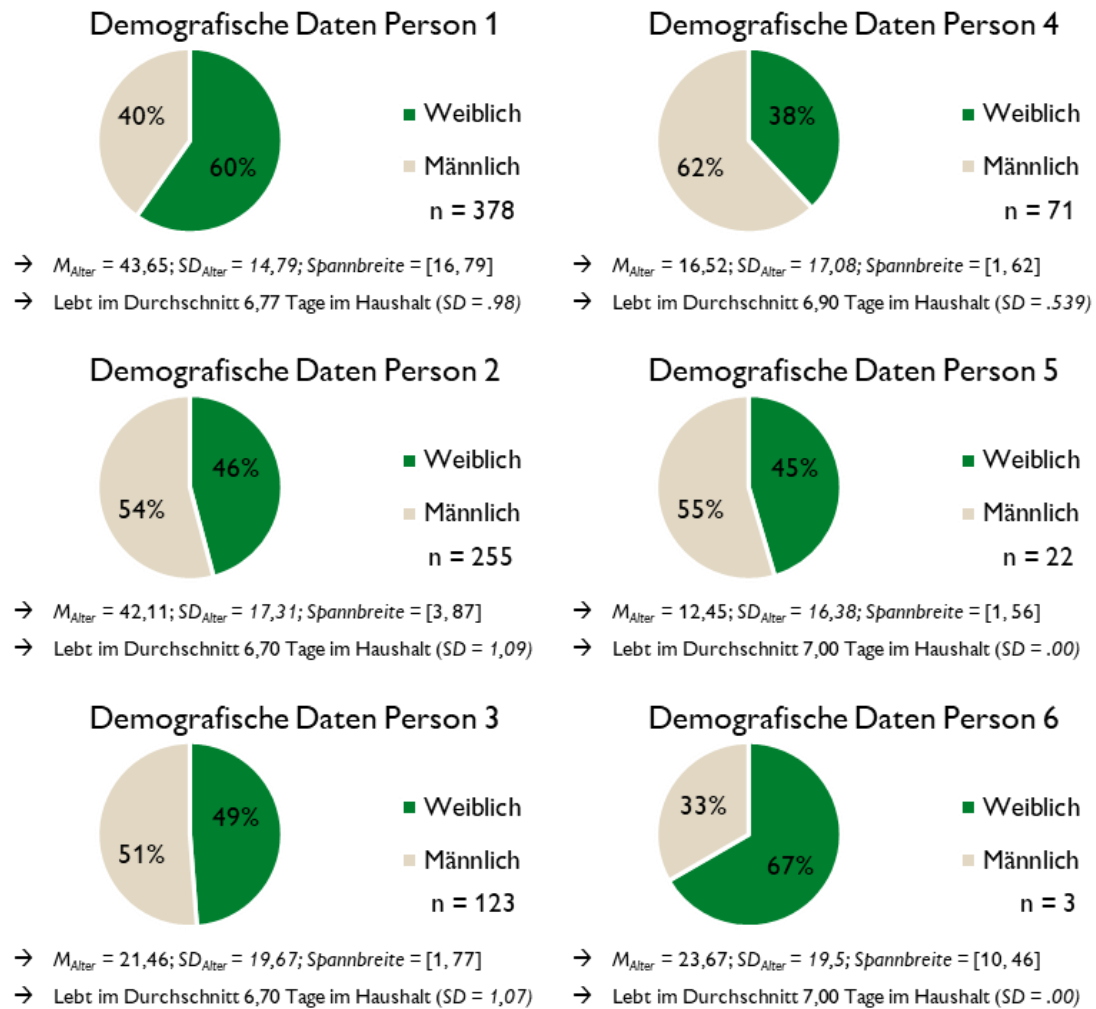 Demografische Daten Person 1
40%
60%
Weiblich
Männlich
n = 378
→ M_Alter = 43,65; SD_Alter = 14,79; Spannbreite = [16, 79]
→ Lebt im Durchschnitt 6,77 Tage im Haushalt (SD = .98)
Demografische Daten Person 4
38%
62%
Weiblich
Männlich
n = 71
→ M_Alter = 16,52; SD_Alter = 17,08; Spannbreite = [1, 62]
→ Lebt im Durchschnitt 6,90 Tage im Haushalt (SD = .539)
Demografische Daten Person 2
46%
54%
Weiblich
Männlich
n = 255
→ M_Alter = 42,11; SD_Alter = 17,31; Spannbreite = [3, 87]
→ Lebt im Durchschnitt 6,70 Tage im Haushalt (SD = 1,09)
Demografische Daten Person 5
45%
55%
Weiblich
Männlich
n = 22
→ M_Alter = 12,45; SD_Alter = 16,38; Spannbreite = [1, 56]
→ Lebt im Durchschnitt 7,00 Tage im Haushalt (SD = .00)
Demografische Daten Person 3
49%
51%
Weiblich
Männlich
n = 123
→ M_Alter = 21,46; SD_Alter = 19,67; Spannbreite = [1, 77]
→ Lebt im Durchschnitt 6,70 Tage im Haushalt (SD = 1,07)
Demografische Daten Person 6
33%
67%
Weiblich
Männlich
n = 3
→ M_Alter = 23,67; SD_Alter = 19,5; Spannbreite = [10, 46]
→ Lebt im Durchschnitt 7,00 Tage im Haushalt (SD = .00)